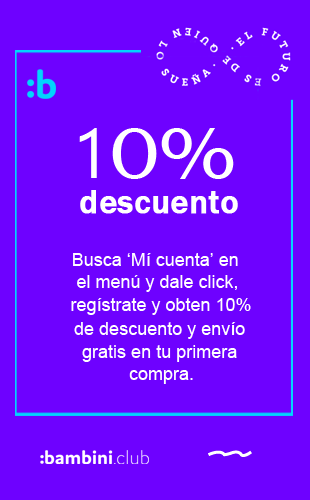 EL FUTURO
ES DE QUIEN LO
SUEÑA
:b
10%
descuento
Busca ‘Mí cuenta’ en
el menú y dale click,
regístrate y obten 10%
de descuento y envío
gratis en tu primera
compra.
:bambini.club